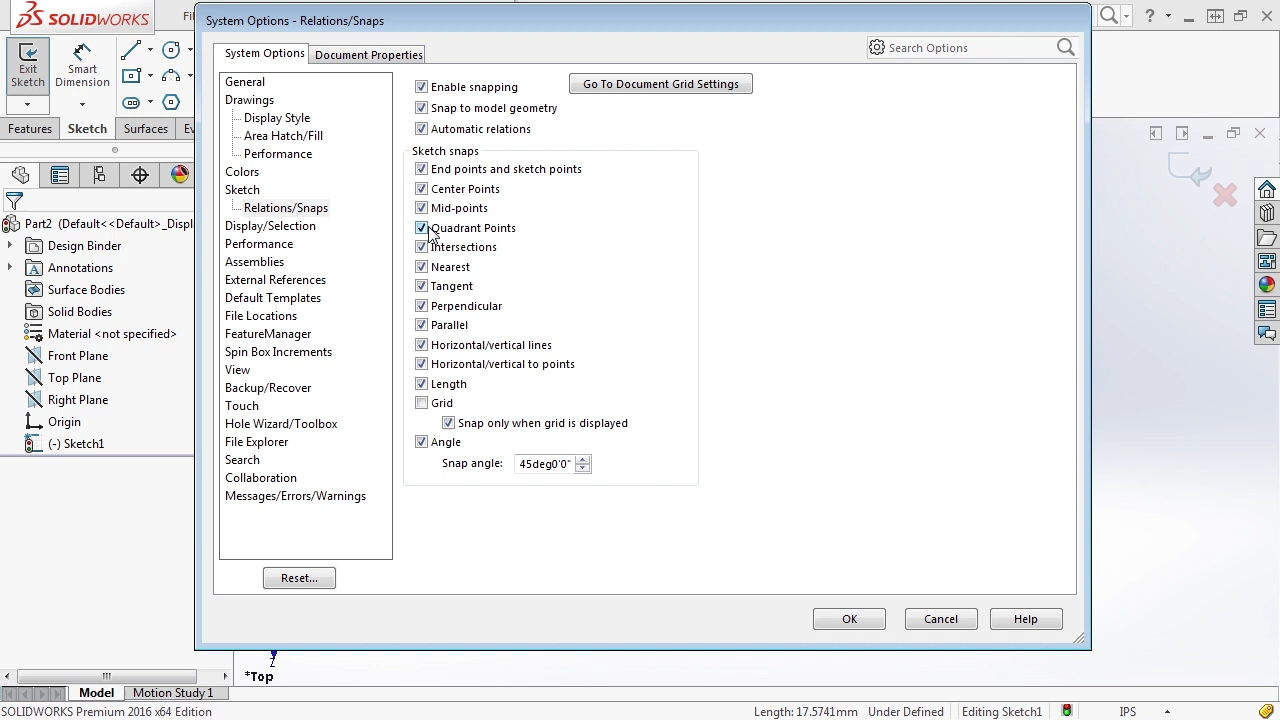 SOLIDWORKS
Fi
System Options - Relations/Snaps
?
Exit Sketch
Smart Dimension
System Options
Document Properties
Search Options
Features
Sketch
Surfaces
Ev
General
Drawings
Display Style
Area Hatch/Fill
Performance
Colors
Sketch
Relations/Snaps
Display/Selection
Performance
Assemblies
External References
Default Templates
File Locations
FeatureManager
Spin Box Increments
View
Backup/Recover
Touch
Hole Wizard/Toolbox
File Explorer
Search
Collaboration
Messages/Errors/Warnings
Reset...
Enable snapping
Go To Document Grid Settings
Snap to model geometry
Automatic relations
Sketch snaps
End points and sketch points
Center Points
Mid-points
Quadrant Points
Intersections
Nearest
Tangent
Perpendicular
Parallel
Horizontal/vertical lines
Horizontal/vertical to points
Length
Grid
Snap only when grid is displayed
Angle
Snap angle:
45deg0'0"
OK
Cancel
Help
Part2 (Default<<Default>_Displ
Design Binder
Annotations
Surface Bodies
Solid Bodies
Material <not specified>
Front Plane
Top Plane
Right Plane
Origin
(-) Sketch1
*Top
Model
Motion Study 1
SOLIDWORKS Premium 2016 x64 Edition
Length: 17.5741mm
Under Defined
Editing Sketch1
IPS